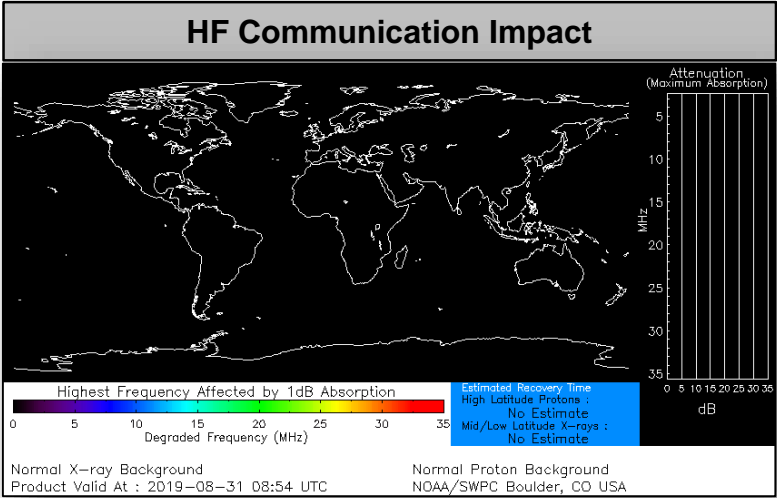 HF Communication Impact
Attenuation
(Maximum Absorption)
5
10
15
20
25
30
35
MHz
0 5 10 15 20 25 30 35
dB
Highest Frequency Affected by 1dB Absorption
0 5 10 15 20 25 30 35
Degraded Frequency (MHz)
Estimated Recovery Time
High Latitude Protons :
No Estimate
Mid/Low Latitude X-rays :
No Estimate
Normal X-ray Background
Product Valid At : 2019-08-31 08:54 UTC
Normal Proton Background
NOAA/SWPC Boulder, CO USA